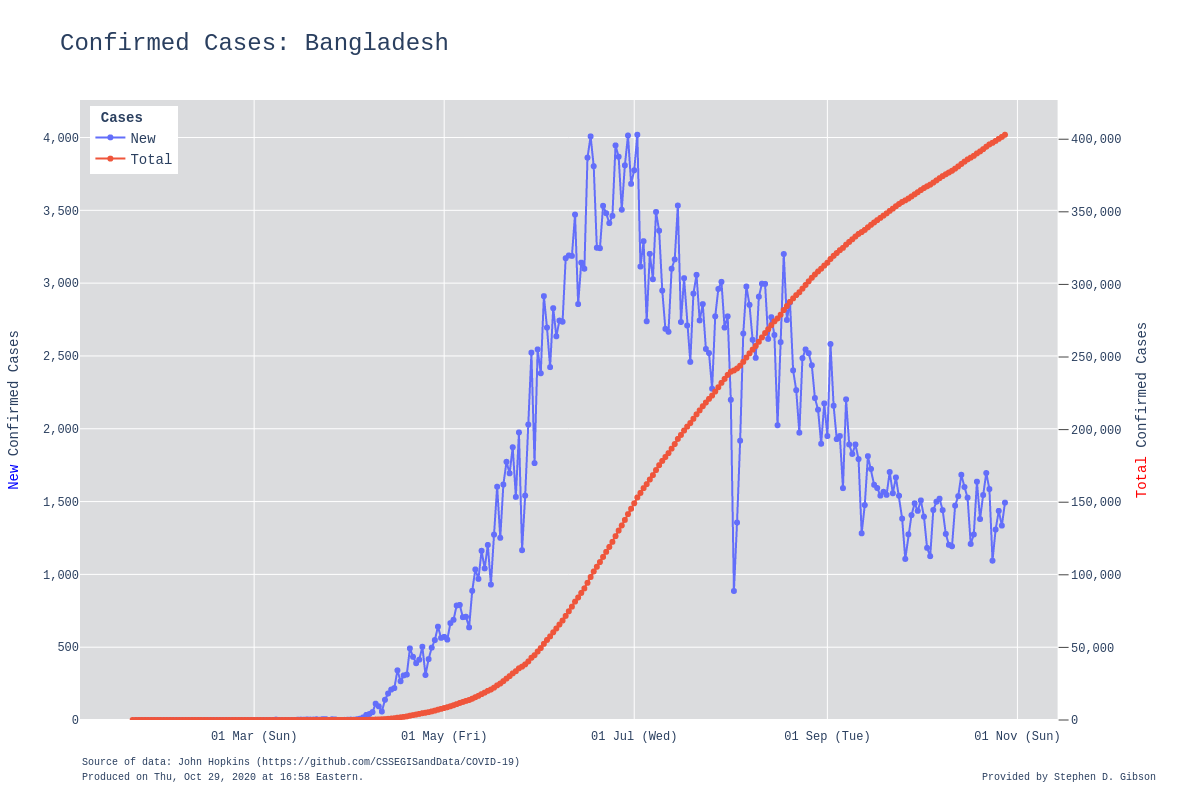 Confirmed Cases: Bangladesh
Cases
New
Total
4,000
3,500
3,000
2,500
2,000
1,500
1,000
500
0
New Confirmed Cases
400,000
350,000
300,000
250,000
200,000
150,000
100,000
50,000
0
Total Confirmed Cases
01 Mar (Sun)
01 May (Fri)
01 Jul (Wed)
01 Sep (Tue)
01 Nov (Sun)
Source of data: John Hopkins (https://github.com/CSSEGISandData/COVID-19)
Produced on Thu, Oct 29, 2020 at 16:58 Eastern.
Provided by Stephen D. Gibson